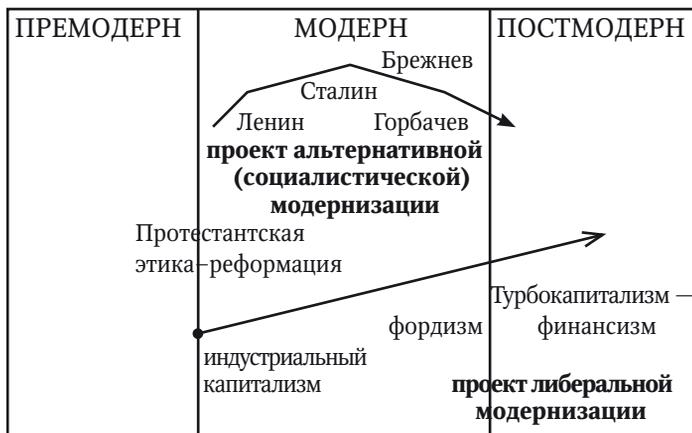 ПРЕМОДЕРН
МОДЕРН
ПОСТМОДЕРН
Брежнев
Сталин
Ленин
Горбачев
проект альтернативной
(социалистической)
модернизации
Протестантская
этика–реформация
Турбокапитализм —
финансизм
фордизм
индустриальный
капитализм
проект либеральной
модернизации